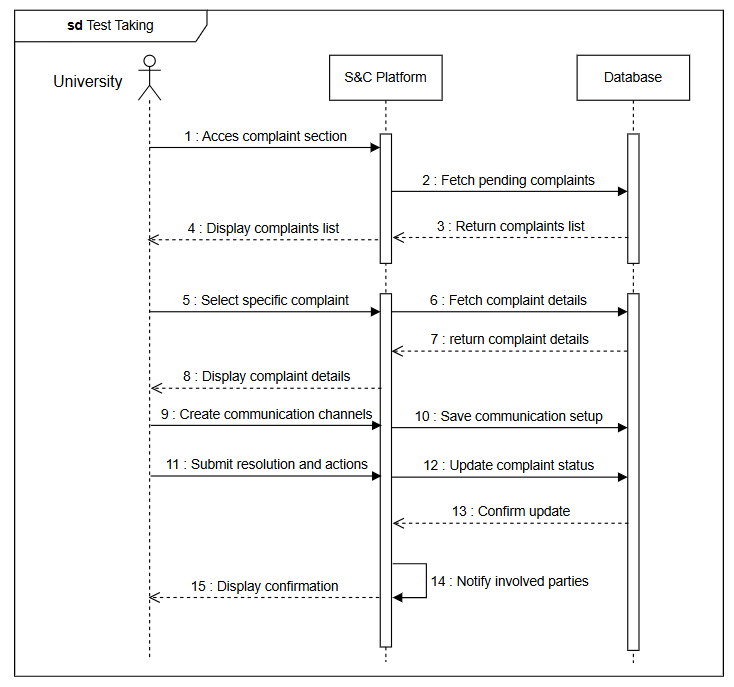 sd Test Taking
University
S&C Platform
Database
1 : Acces complaint section
2 : Fetch pending complaints
3 : Return complaints list
4 : Display complaints list
5 : Select specific complaint
6 : Fetch complaint details
7 : return complaint details
8 : Display complaint details
9 : Create communication channels
10 : Save communication setup
11 : Submit resolution and actions
12 : Update complaint status
13 : Confirm update
14 : Notify involved parties
15 : Display confirmation